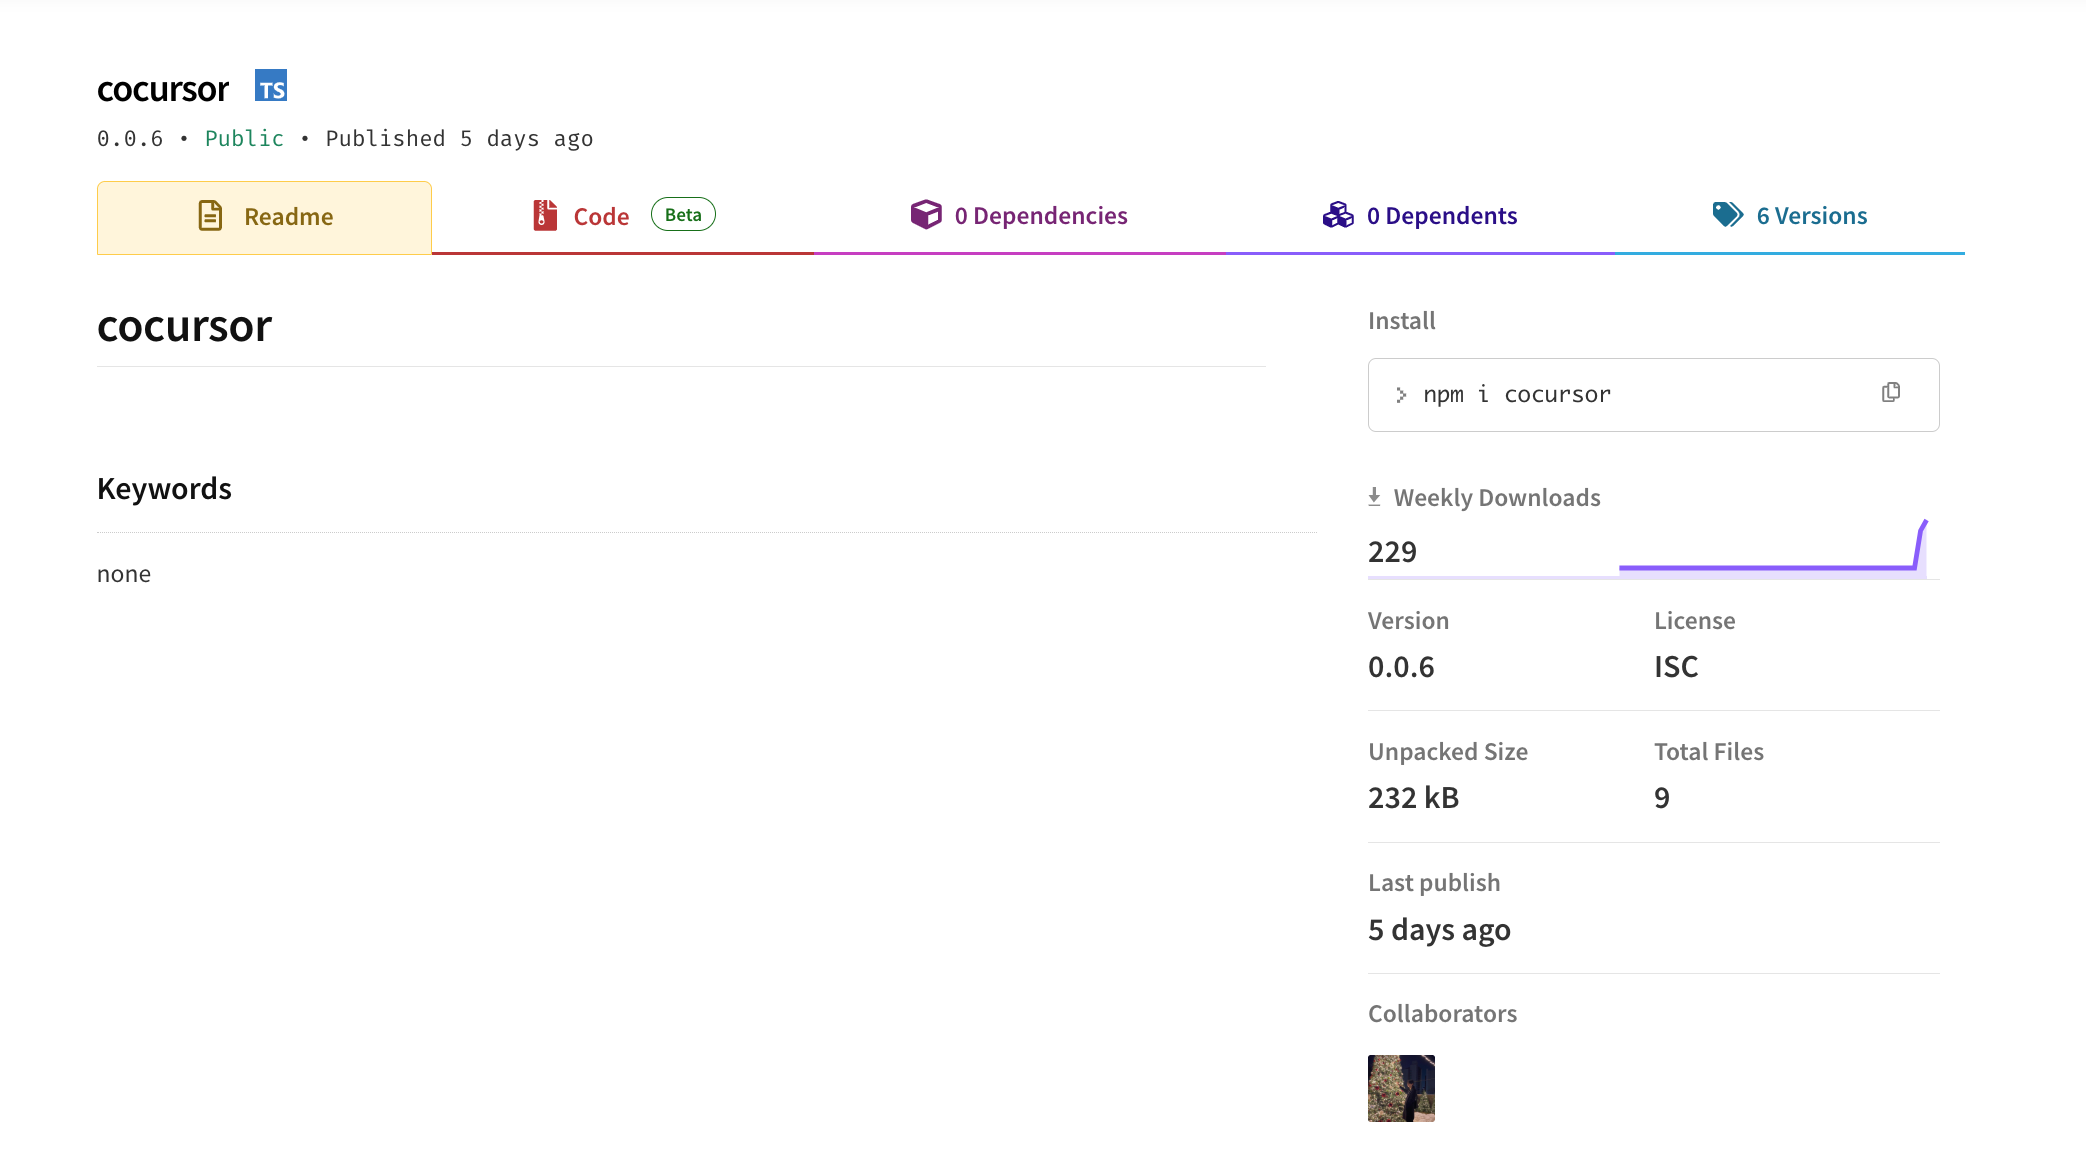 cocursor TS
0.0.6 • Public • Published 5 days ago
Readme
Code Beta
0 Dependencies
0 Dependents
6 Versions
cocursor
Keywords
none
Install
> npm i cocursor
Weekly Downloads
229
Version
0.0.6
License
ISC
Unpacked Size
232 kB
Total Files
9
Last publish
5 days ago
Collaborators